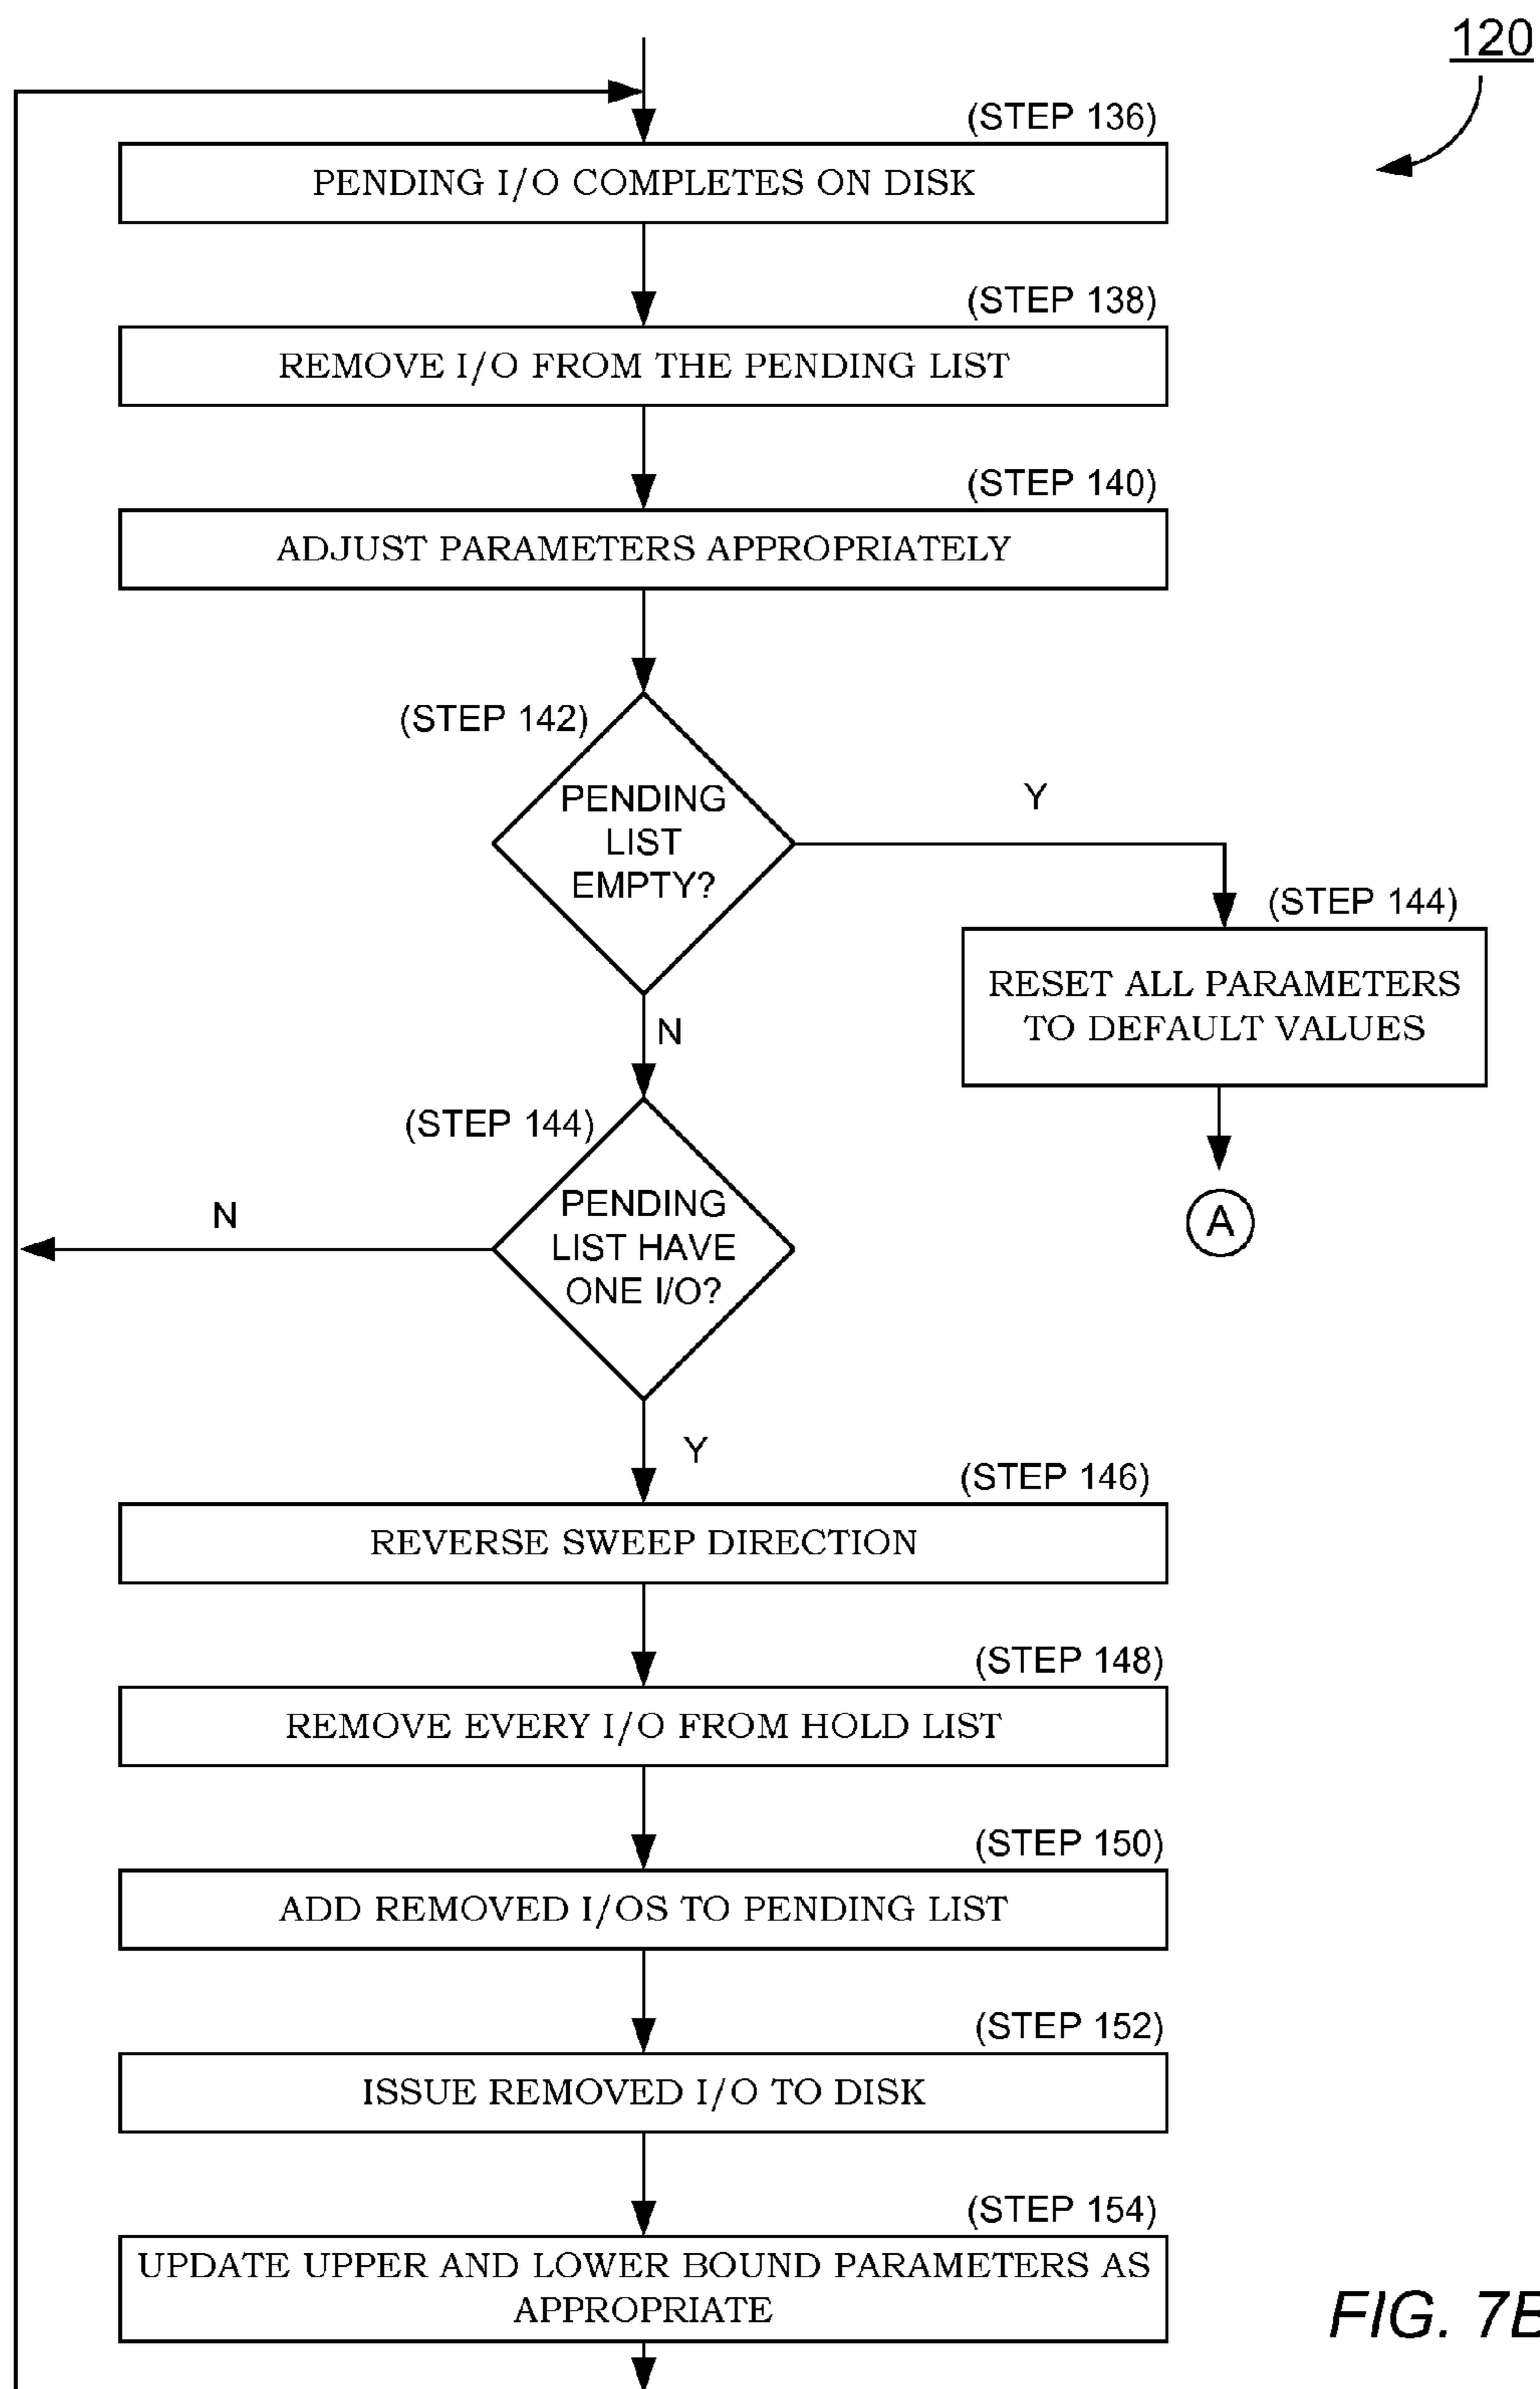 120
(STEP 136)
PENDING I/O COMPLETES ON DISK
(STEP 138)
REMOVE I/O FROM THE PENDING LIST
(STEP 140)
ADJUST PARAMETERS APPROPRIATELY
(STEP 142)
PENDING
LIST
EMPTY?
Y
(STEP 144)
RESET ALL PARAMETERS
TO DEFAULT VALUES
A
N
(STEP 144)
PENDING
LIST HAVE
ONE I/O?
N
Y
(STEP 146)
REVERSE SWEEP DIRECTION
(STEP 148)
REMOVE EVERY I/O FROM HOLD LIST
(STEP 150)
ADD REMOVED I/OS TO PENDING LIST
(STEP 152)
ISSUE REMOVED I/O TO DISK
(STEP 154)
UPDATE UPPER AND LOWER BOUND PARAMETERS AS
APPROPRIATE
FIG. 7B